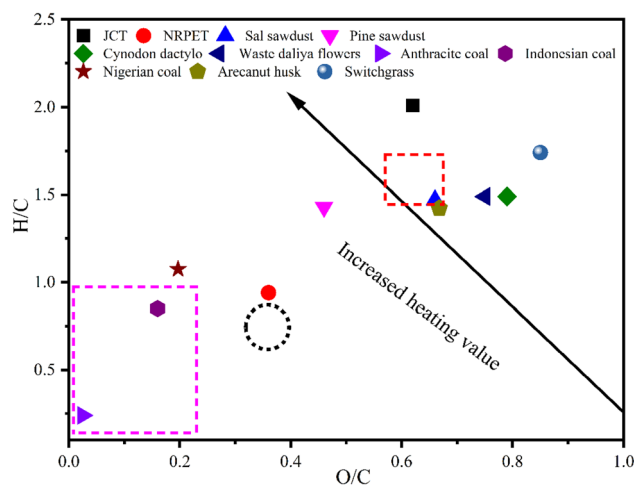 2.5
JCT NRPET Sal sawdust Pine sawdust
Cynodon dactylo Waste daliya flowers Anthracite coal Indonesian coal
Nigerian coal Arecanut husk Switchgrass
2.0
1.5
H/C
Increased heating value
1.0
0.5
0.0 0.2 0.4 0.6 0.8 1.0
O/C